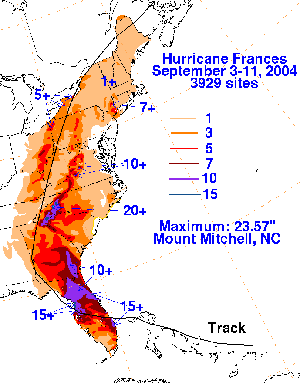 Hurricane Frances
September 3-11, 2004
3929 sites
1+
5+
7+
1
3
5
7
10
15
10+
20+
Maximum: 23.57"
Mount Mitchell, NC
10+
15+
15+
Track